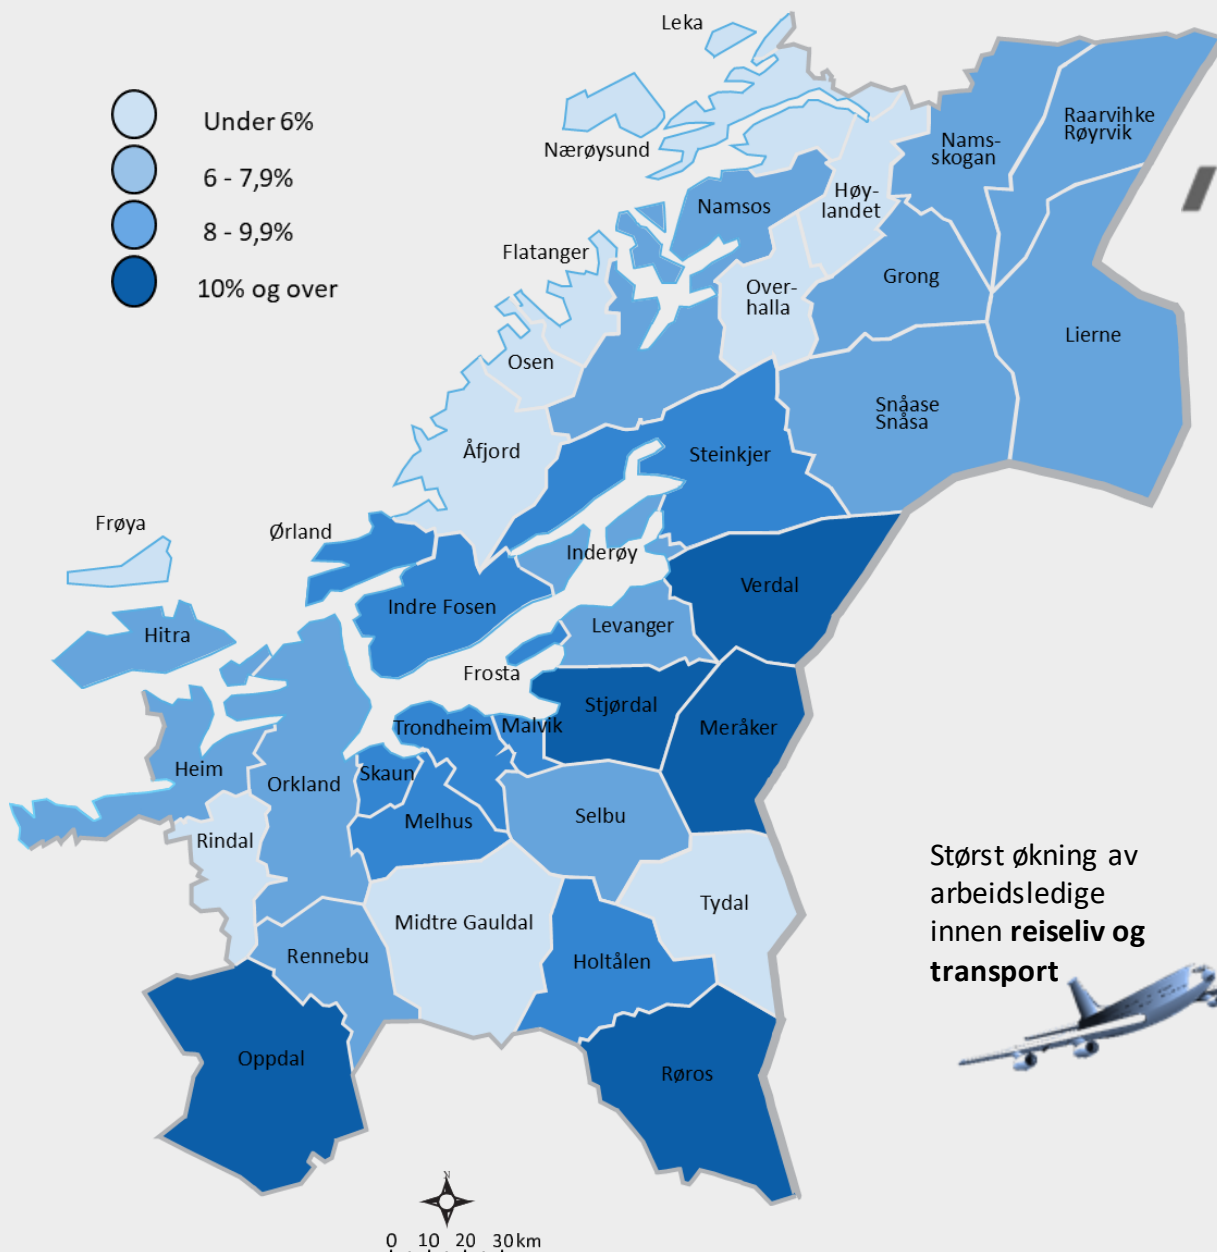 Leka
Under 6%
6 - 7,9%
8 - 9,9%
10% og over
Nærøysund
Raarvihke
Røyrvik
Nams-
skogan
Høy-
landet
Namsos
Flatanger
Grong
Over-
halla
Lierne
Osen
Snåase
Snåsa
Åfjord
Steinkjer
Frøya
Ørland
Inderøy
Verdal
Indre Fosen
Levanger
Hitra
Frosta
Stjørdal
Trondheim
Malvik
Meråker
Heim
Skaun
Orkland
Melhus
Selbu
Rindal
Størst økning av
arbeidsledige
innen reiseliv og
transport
Tydal
Midtre Gauldal
Rennebu
Holtålen
Oppdal
Røros
N
0 10 20 30 km